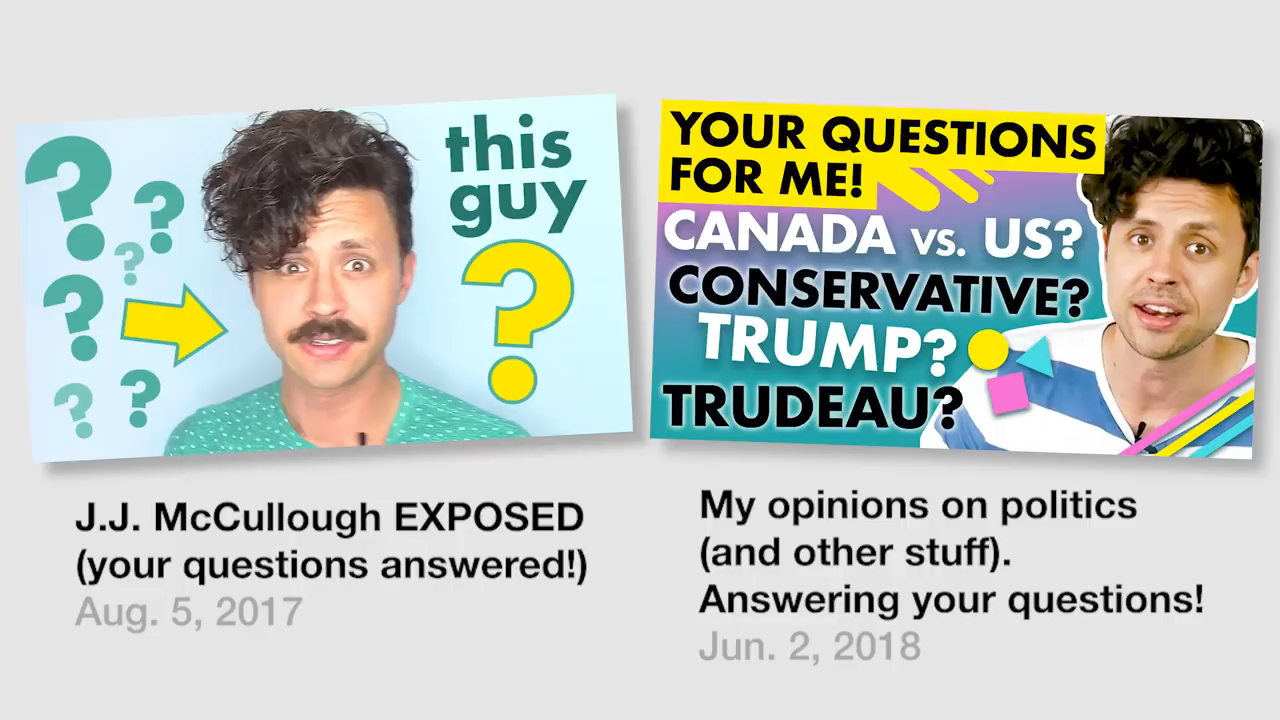 this
guy
?
?
?
?
?
?
?
YOUR QUESTIONS
FOR ME!
CANADA vs. US?
CONSERVATIVE?
TRUMP?
TRUDEAU?
J.J. McCullough EXPOSED
(your questions answered!)
Aug. 5, 2017
My opinions on politics
(and other stuff).
Answering your questions!
Jun. 2, 2018